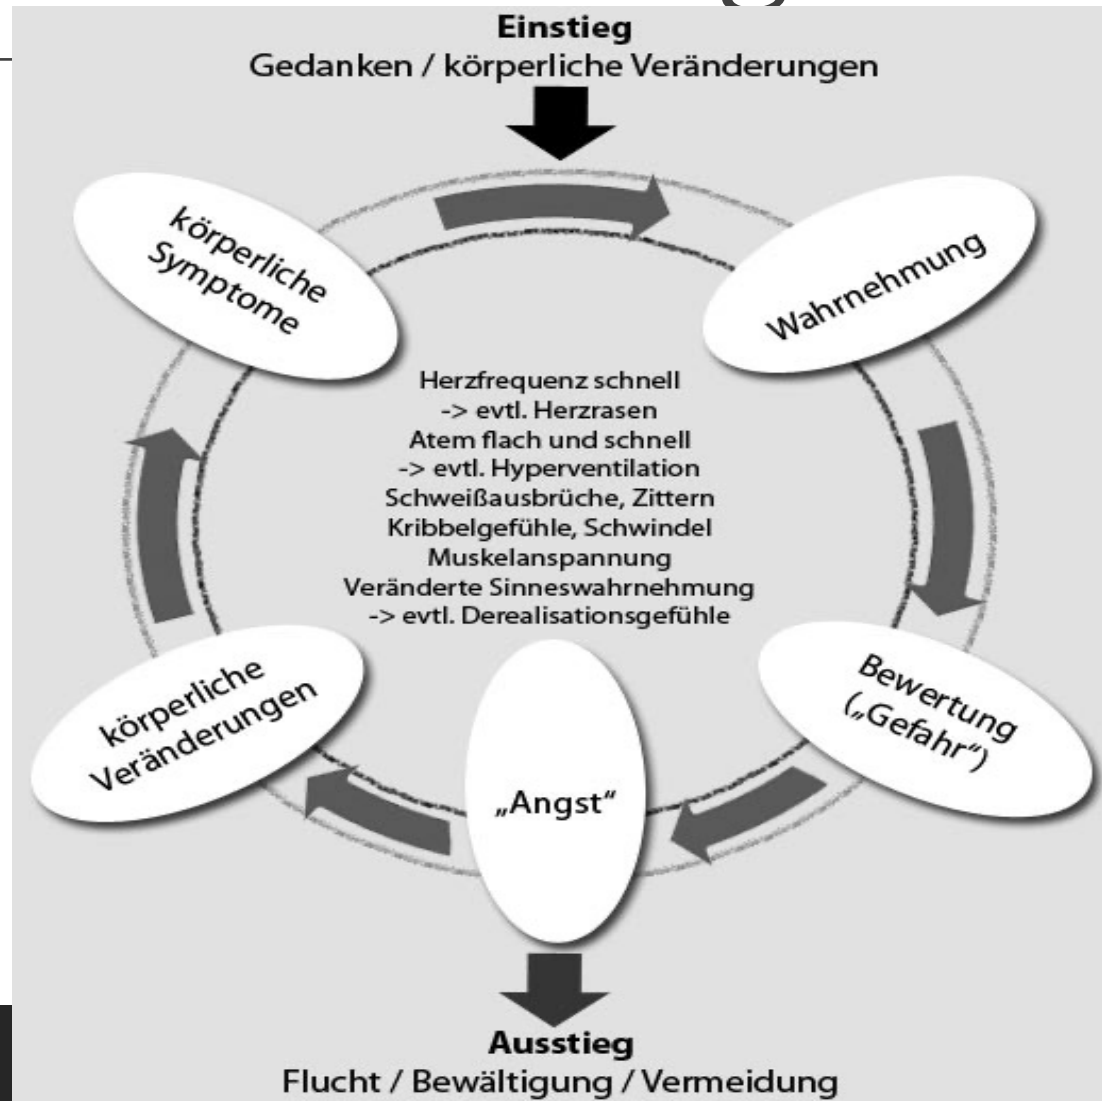 Einstieg
Gedanken / körperliche Veränderungen
körperliche
Symptome
Wahrnehmung
Herzfrequenz schnell
-> evtl. Herzrasen
Atem flach und schnell
-> evtl. Hyperventilation
Schweißausbrüche, Zittern
Kribbelgefühle, Schwindel
Muskelanspannung
Veränderte Sinneswahrnehmung
-> evtl. Derealisationsgefühle
körperliche
Veränderungen
Bewertung
(„Gefahr“)
„Angst“
Ausstieg
Flucht / Bewältigung / Vermeidung